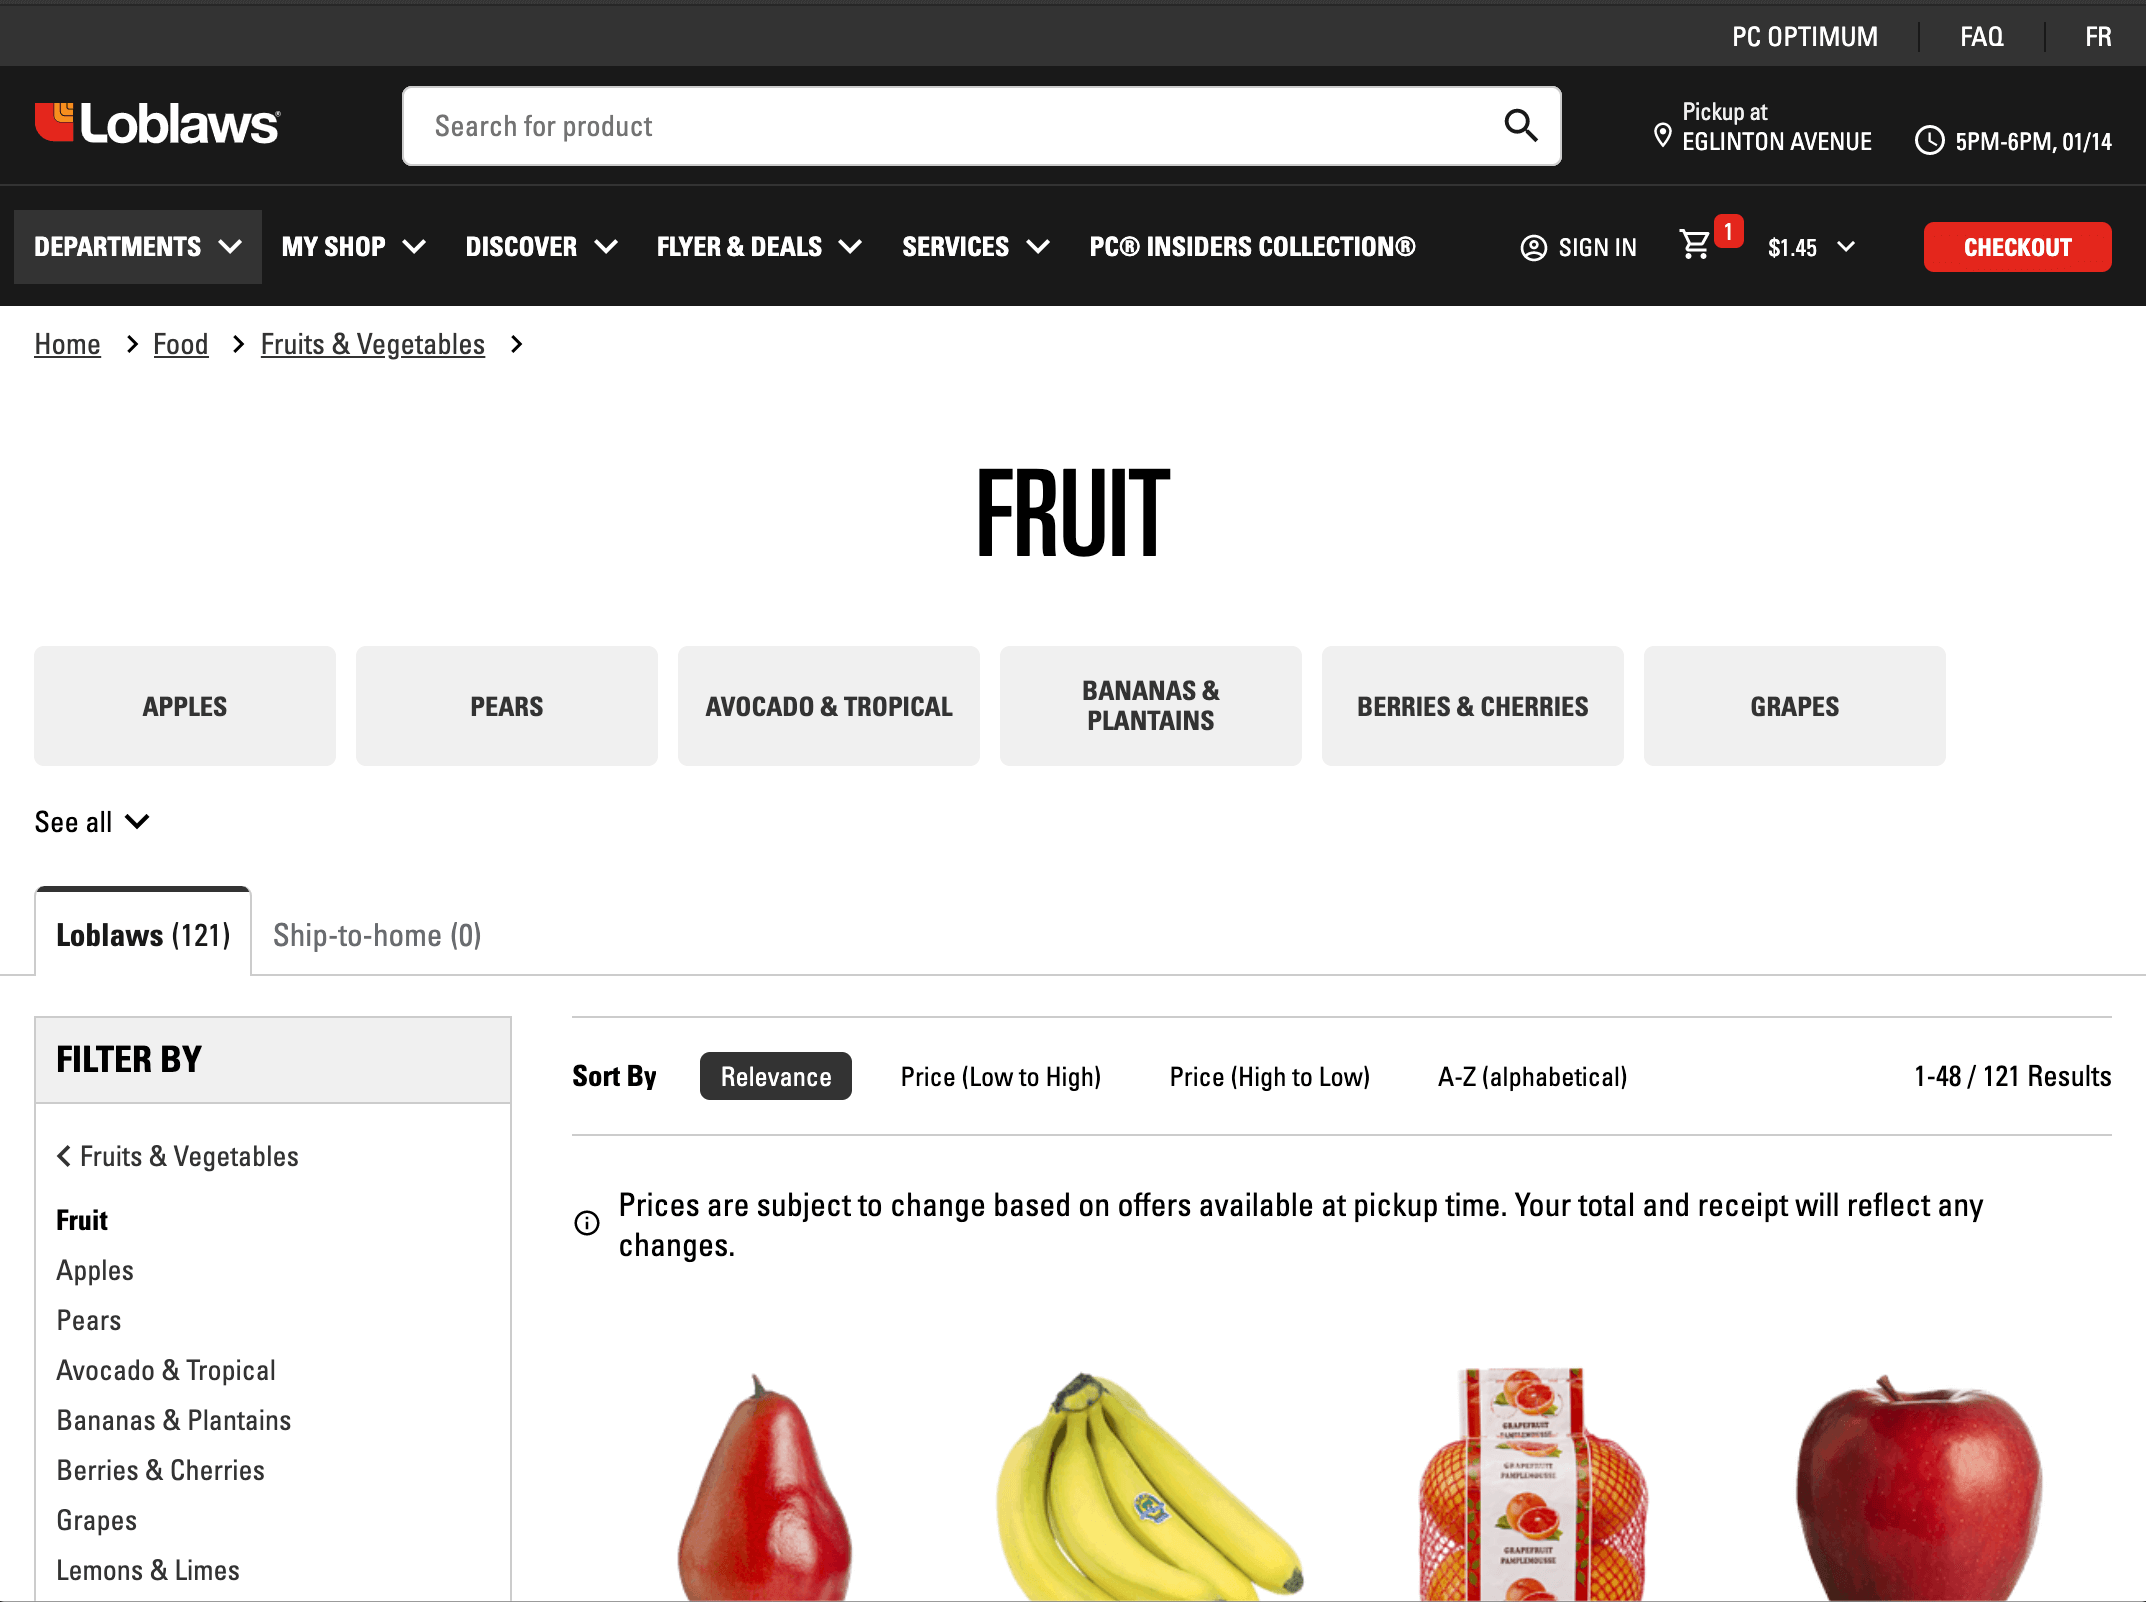 PC OPTIMUM
FAQ
FR
Loblaws®
Search for product
Pickup at
EGLINTON AVENUE
5PM-6PM, 01/14
DEPARTMENTS
MY SHOP
DISCOVER
FLYER & DEALS
SERVICES
PC® INSIDERS COLLECTION®
SIGN IN
1
$1.45
CHECKOUT
Home
Food
Fruits & Vegetables
FRUIT
APPLES
PEARS
AVOCADO & TROPICAL
BANANAS &
PLANTAINS
BERRIES & CHERRIES
GRAPES
See all
Loblaws (121)
Ship-to-home (0)
FILTER BY
Fruits & Vegetables
Fruit
Apples
Pears
Avocado & Tropical
Bananas & Plantains
Berries & Cherries
Grapes
Lemons & Limes
Sort By
Relevance
Price (Low to High)
Price (High to Low)
A-Z (alphabetical)
1-48 / 121 Results
Prices are subject to change based on offers available at pickup time. Your total and receipt will reflect any
changes.
GRAPEFRUIT
PAMPLEMOUSSE
GRAPEFRUIT
PAMPLEMOUSSE
GRAPEFRUIT
PAMPLEMOUSSE